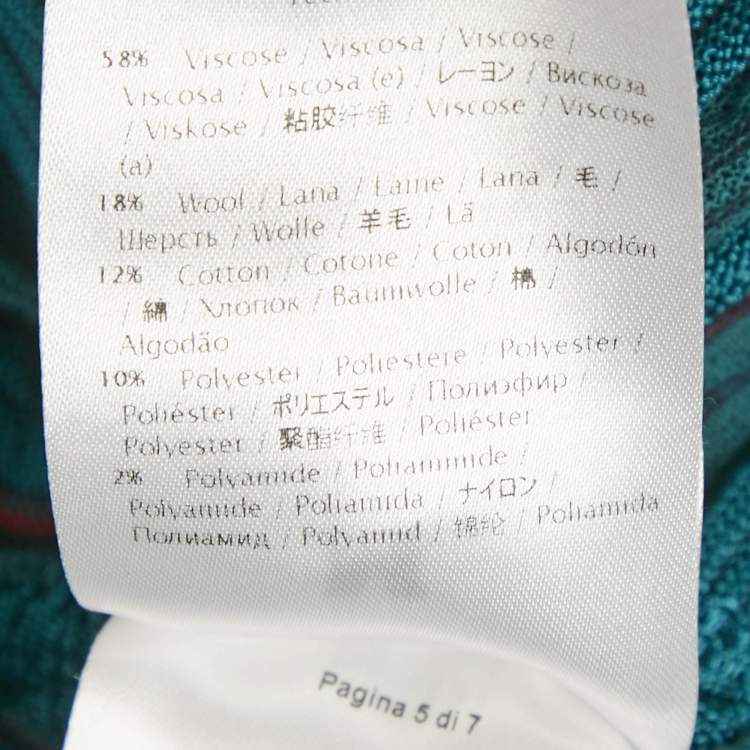 58% Viscose / Viscosa / Viscose /
Viscosa / Viscosa (e) / レーヨン / Вискоза
/ Viskose / 粘胶纤维 / Viscose / Viscose
(a)
18% Wool / Lana / Laine / Lana / 毛 /
Шерсть / Wolle / 羊毛 / Lã
12% Cotton / Cotone / Coton / Algodón
/ 綿 / Хлопок / Baumwolle / 棉 /
Algodão
10% Polyester / Poliestere / Polyester /
Poliéster / ポリエステル / Полиэфир /
Polyester / 聚酯纤维 / Poliéster
2% Polyamide / Poliammide /
Polyamide / Poliamida / ナイロン /
Полиамид / Polyamid / 锦纶 / Poliamida
Pagina 5 di 7